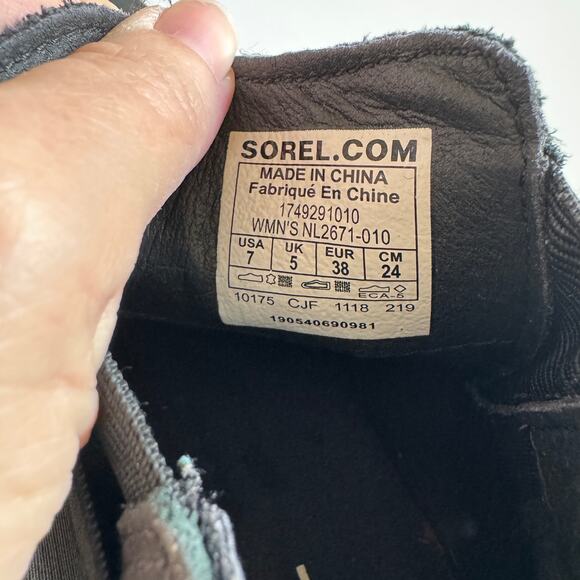 SOREL.COM
MADE IN CHINA
Fabriqué En Chine
1749291010
WMN'S NL2671-010
USA UK EUR CM
7 5 38 24
ECA-5
10175 CJF 1118 219
190540690981